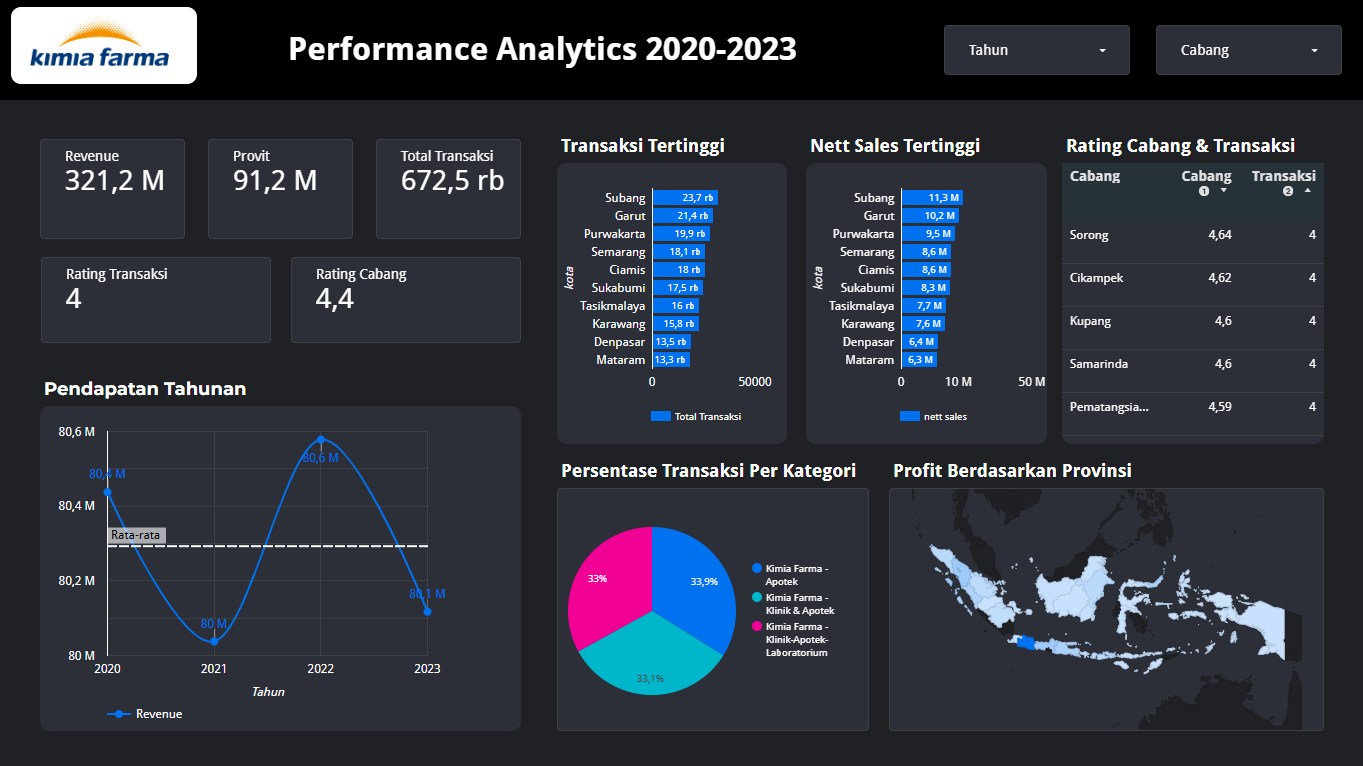 kimia farma
Performance Analytics 2020-2023
Tahun
Cabang
Revenue
321,2 M
Provit
91,2 M
Total Transaksi
672,5 rb
Rating Transaksi
4
Rating Cabang
4,4
Pendapatan Tahunan
80,6 M
80,4 M
80,2 M
80 M
80,4 M
80 M
80,6 M
80,1 M
Rata-rata
2020
2021
2022
2023
Tahun
Revenue
Transaksi Tertinggi
kota
Subang 23,7 rb
Garut 21,4 rb
Purwakarta 19,9 rb
Semarang 18,1 rb
Ciamis 18 rb
Sukabumi 17,5 rb
Tasikmalaya 16 rb
Karawang 15,8 rb
Denpasar 13,5 rb
Mataram 13,3 rb
0 50000
Total Transaksi
Nett Sales Tertinggi
kota
Subang 11,3 M
Garut 10,2 M
Purwakarta 9,5 M
Semarang 8,6 M
Ciamis 8,6 M
Sukabumi 8,3 M
Tasikmalaya 7,7 M
Karawang 7,6 M
Denpasar 6,4 M
Mataram 6,3 M
0 10 M 50 M
nett sales
Rating Cabang & Transaksi
Cabang Cabang Transaksi
1 2
Sorong 4,64 4
Cikampek 4,62 4
Kupang 4,6 4
Samarinda 4,6 4
Pematangsia... 4,59 4
Persentase Transaksi Per Kategori
33%
33,9%
33,1%
Kimia Farma -
Apotek
Kimia Farma -
Klinik & Apotek
Kimia Farma -
Klinik-Apotek-
Laboratorium
Profit Berdasarkan Provinsi